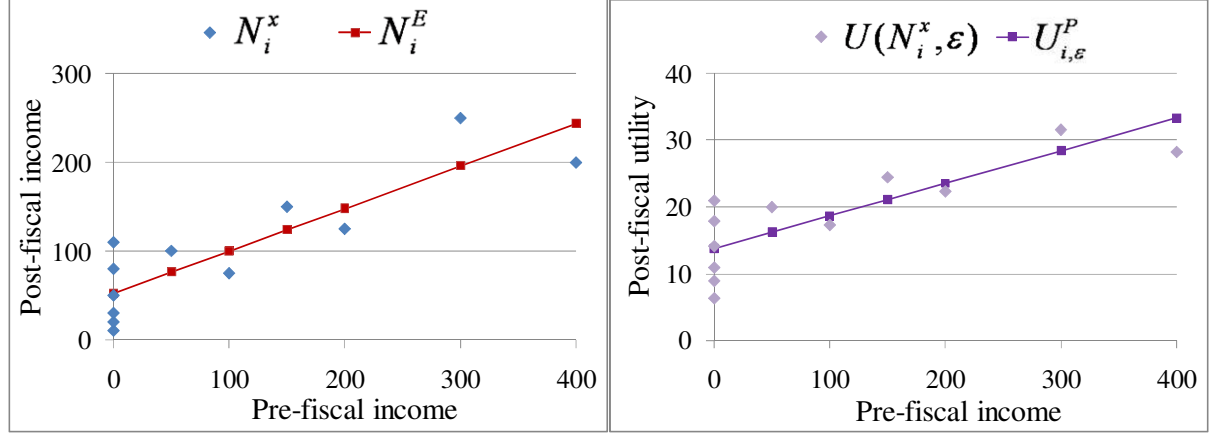 N_i^x N_i^E
300
200
100
0
0 100 200 300 400
Post-fiscal income
Pre-fiscal income
U(N_i^x, ε) U_{i,ε}^P
40
30
20
10
0
0 100 200 300 400
Post-fiscal utility
Pre-fiscal income